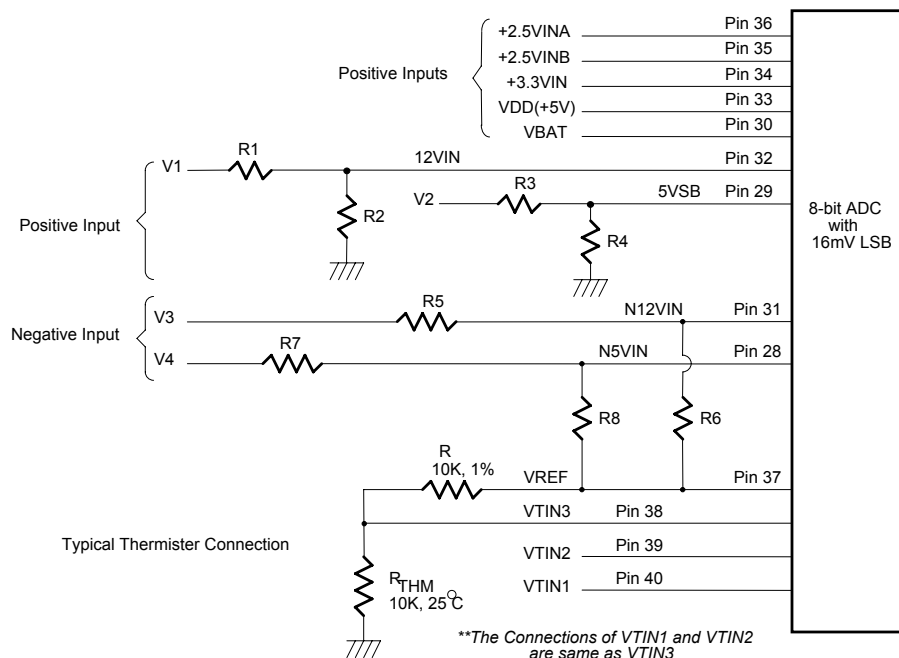 +2.5VINA Pin 36
+2.5VINB Pin 35
Positive Inputs
+3.3VIN Pin 34
VDD(+5V) Pin 33
VBAT Pin 30
R1
V1 12VIN Pin 32
R3
V2 5VSB Pin 29
R2
Positive Input
R4
8-bit ADC
with
16mV LSB
R5
V3 N12VIN Pin 31
Negative Input
R7
V4 N5VIN Pin 28
R8
R6
R
10K, 1%
VREF Pin 37
VTIN3 Pin 38
Typical Thermister Connection
VTIN2 Pin 39
VTIN1 Pin 40
RTHM
10K, 25°C
**The Connections of VTIN1 and VTIN2
are same as VTIN3